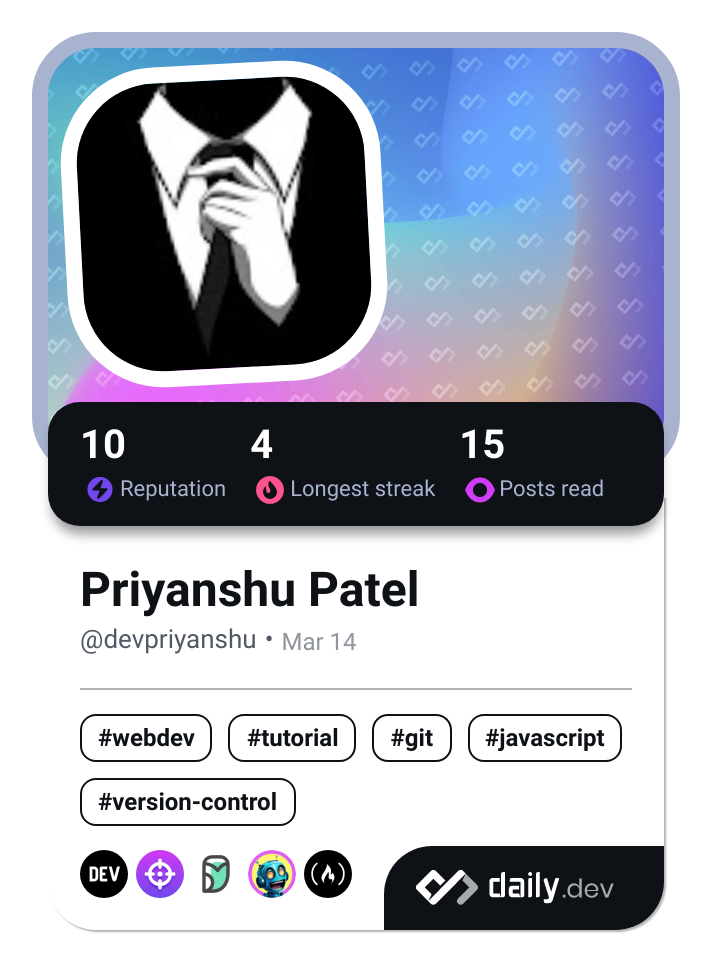 10 4 15
Reputation Longest streak Posts read
Priyanshu Patel
@devpriyanshu • Mar 14
#webdev #tutorial #git #javascript
#version-control
DEV
daily.dev